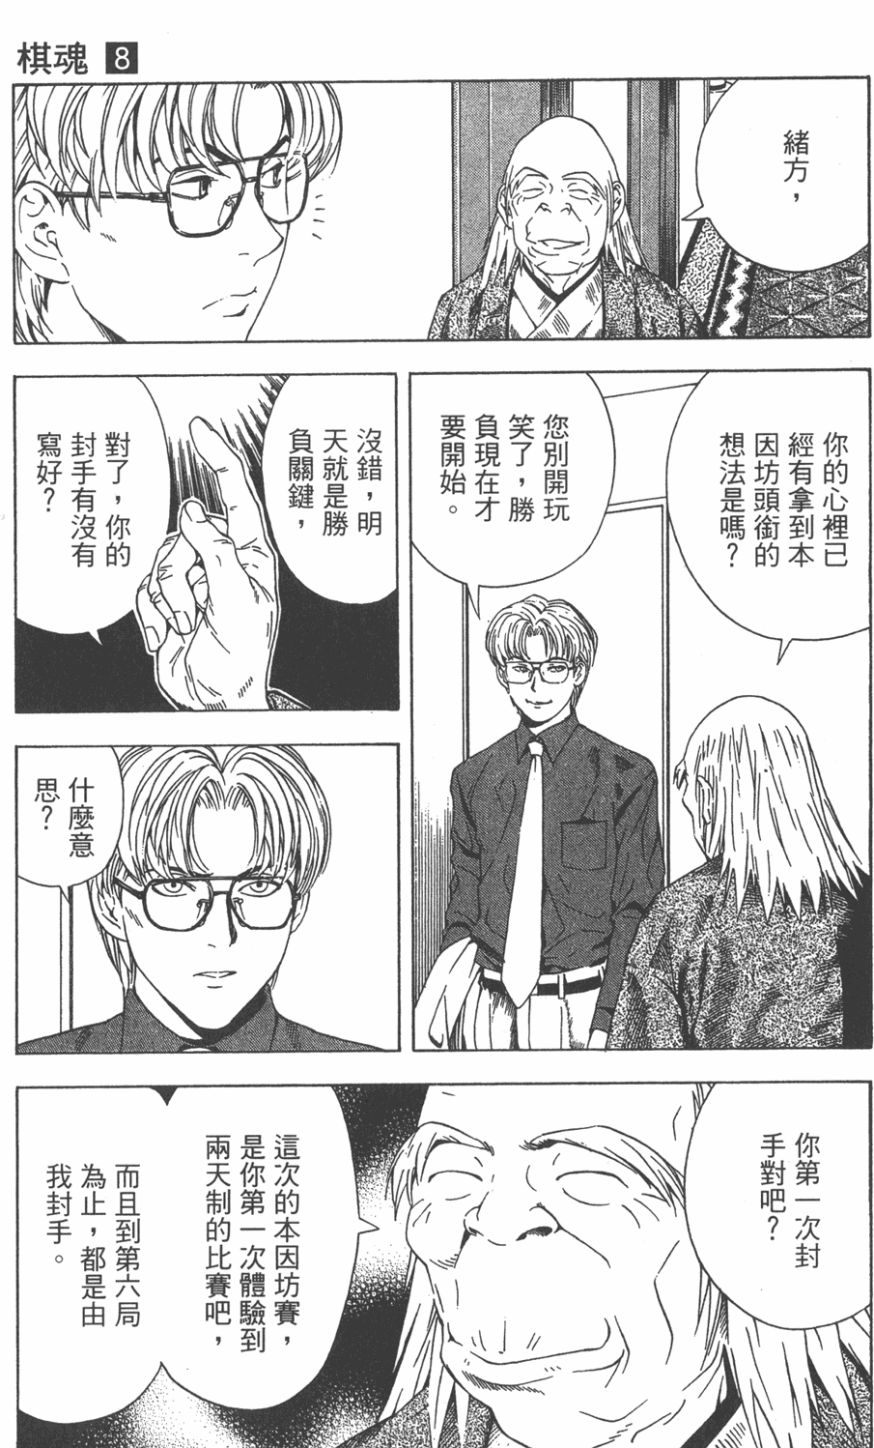 棋魂 8
緒方，
你的心裡已
經有拿到本
因坊頭銜的
想法是嗎？
您別開玩
笑了，勝
負現在才
要開始。
沒錯，明
天就是勝
負關鍵，
對了，你的
封手有沒有
寫好？
什麼意
思？
你第一次封
手對吧？
這次的本因坊賽，
是你第一次體驗到
兩天制的比賽吧，
而且到第六局
為止，都是由
我封手。